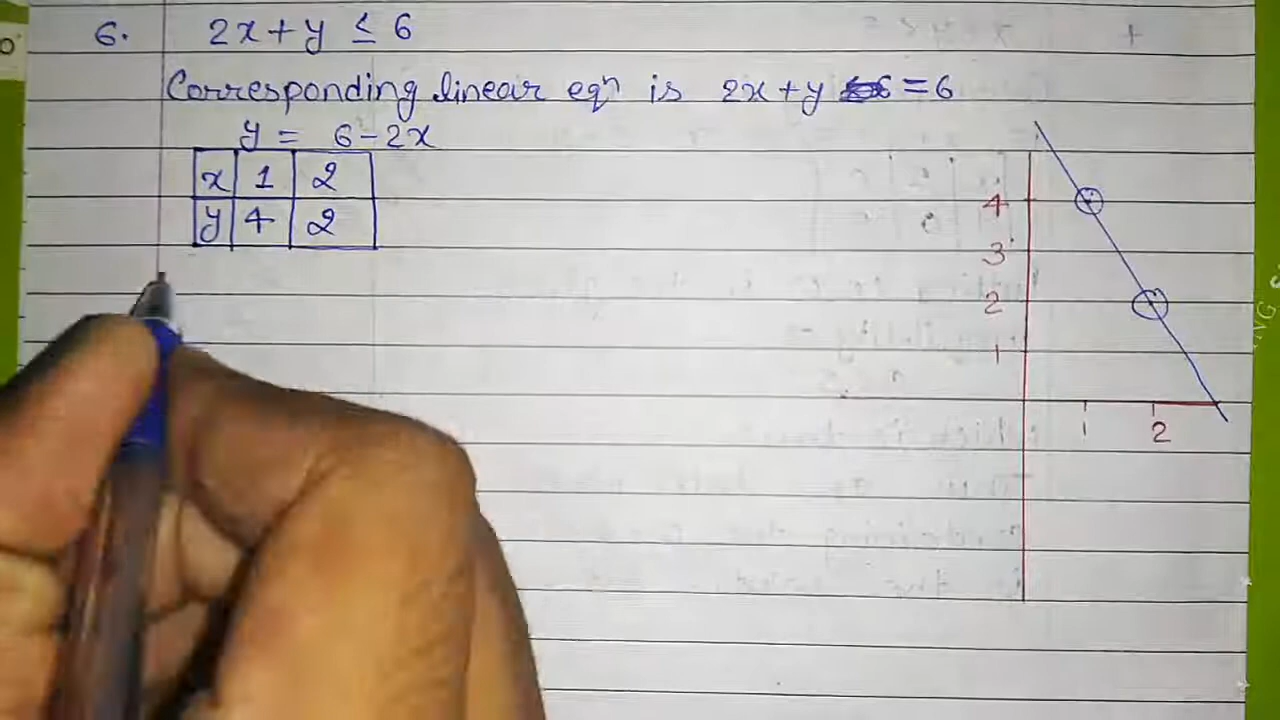 6. 2x+y ≤ 6
Corresponding linear eqn is 2x+y =6
y = 6-2x
x 1 2
y 4 2
4
3
2
1
1 2